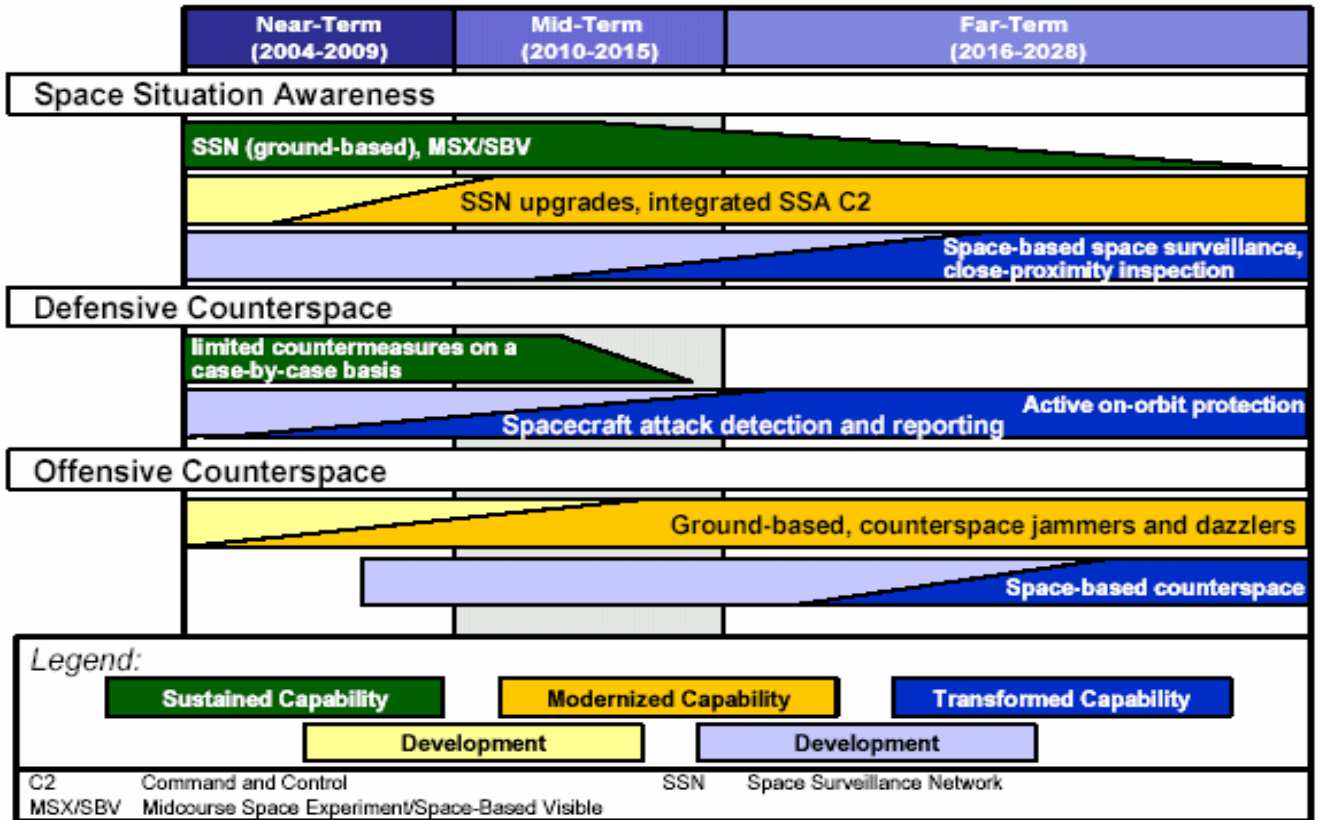 Near-Term
(2004-2009)
Mid-Term
(2010-2015)
Far-Term
(2016-2028)
Space Situation Awareness
SSN (ground-based), MSX/SBV
SSN upgrades, integrated SSA C2
Space-based space surveillance,
close-proximity inspection
Defensive Counterspace
limited countermeasures on a
case-by-case basis
Active on-orbit protection
Spacecraft attack detection and reporting
Offensive Counterspace
Ground-based, counterspace jammers and dazzlers
Space-based counterspace
Legend:
Sustained Capability
Modernized Capability
Transformed Capability
Development
Development
C2 Command and Control
SSN Space Surveillance Network
MSX/SBV Midcourse Space Experiment/Space-Based Visible